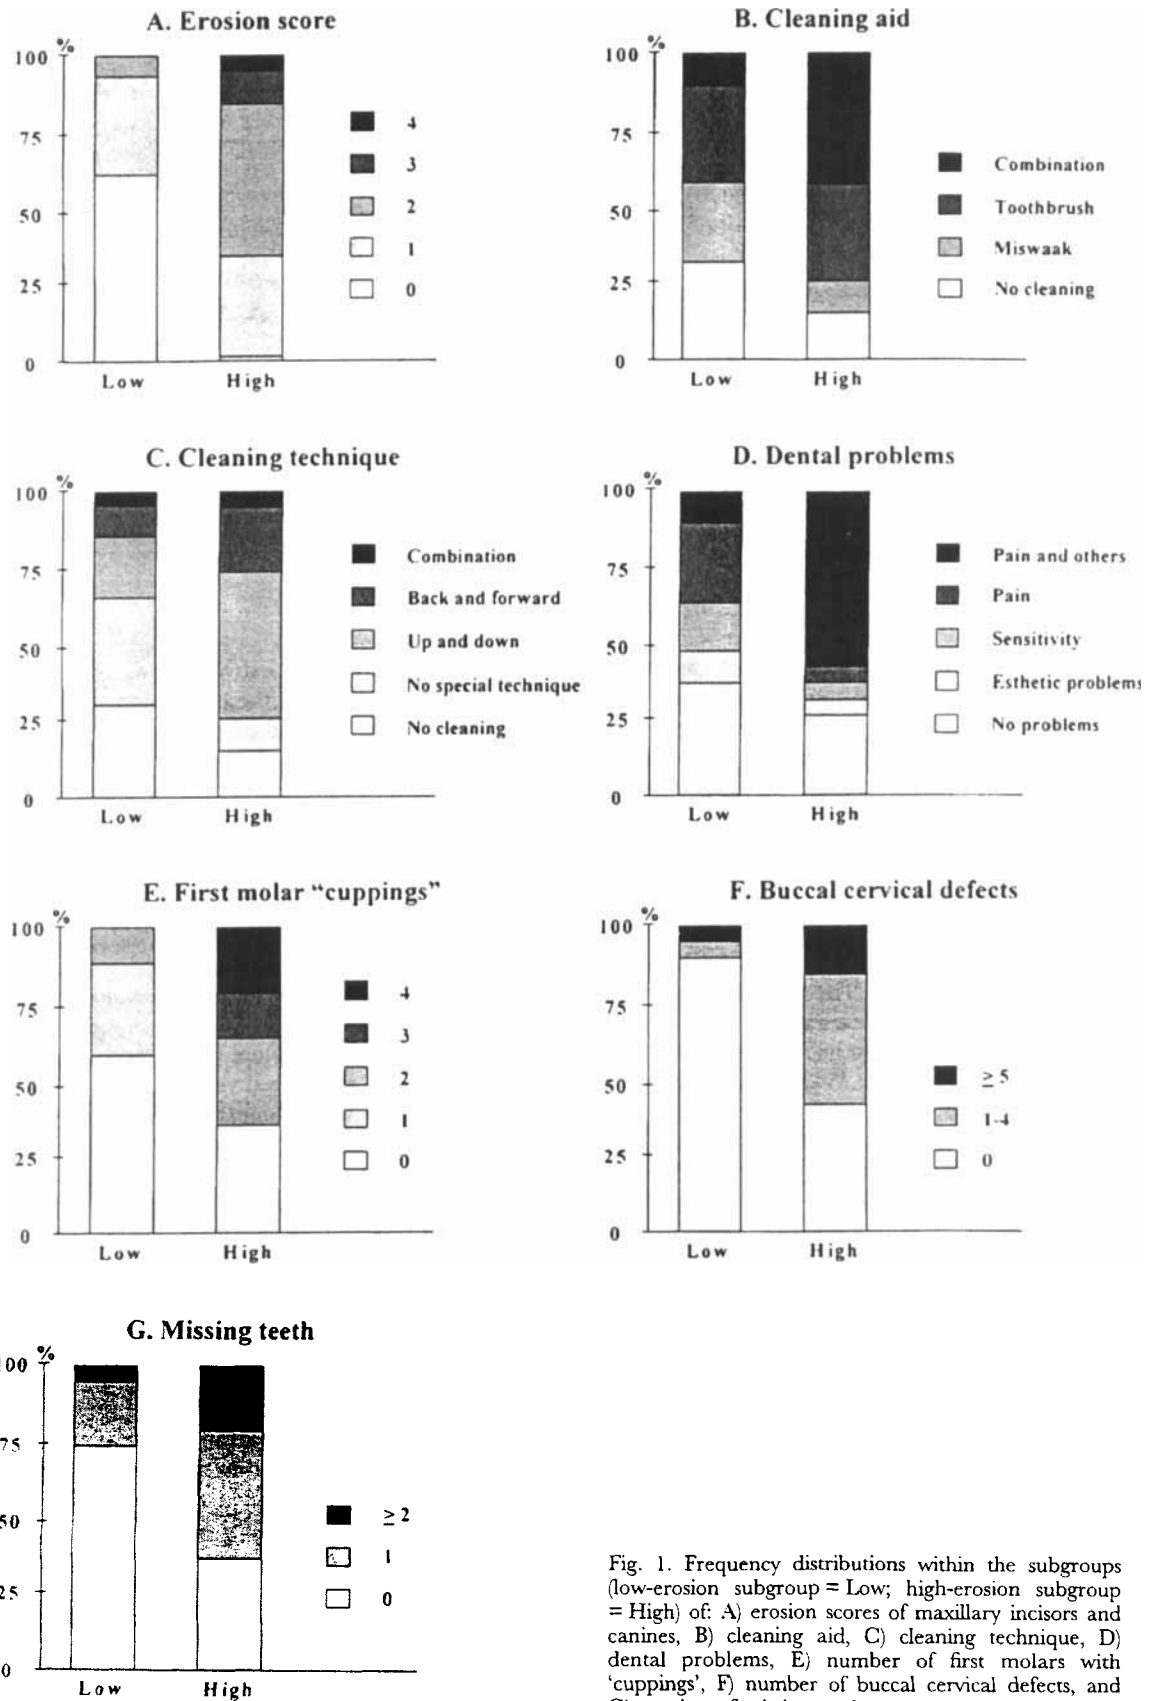 A. Erosion score
%
100
75
50
25
0
Low High
4
3
2
1
0
B. Cleaning aid
%
100
75
50
25
0
Low High
Combination
Toothbrush
Miswaak
No cleaning
C. Cleaning technique
%
100
75
50
25
0
Low High
Combination
Back and forward
Up and down
No special technique
No cleaning
D. Dental problems
%
100
75
50
25
0
Low High
Pain and others
Pain
Sensitivity
Esthetic problems
No problems
E. First molar “cuppings”
%
100
75
50
25
0
Low High
4
3
2
1
0
F. Buccal cervical defects
%
100
75
50
25
0
Low High
≥ 5
1-4
0
G. Missing teeth
%
00
75
50
25
0
Low High
≥ 2
1
0
Fig. 1. Frequency distributions within the subgroups
(low-erosion subgroup = Low; high-erosion subgroup
= High) of: A) erosion scores of maxillary incisors and
canines, B) cleaning aid, C) cleaning technique, D)
dental problems, E) number of first molars with
‘cuppings’, F) number of buccal cervical defects, and